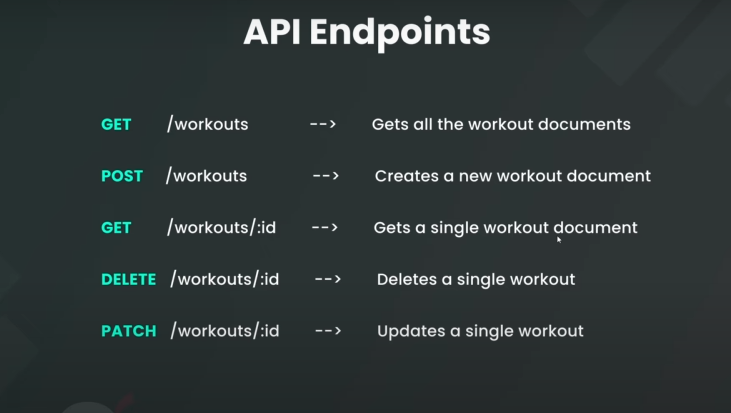 API Endpoints
GET /workouts --> Gets all the workout documents
POST /workouts --> Creates a new workout document
GET /workouts/:id --> Gets a single workout document
DELETE /workouts/:id --> Deletes a single workout
PATCH /workouts/:id --> Updates a single workout